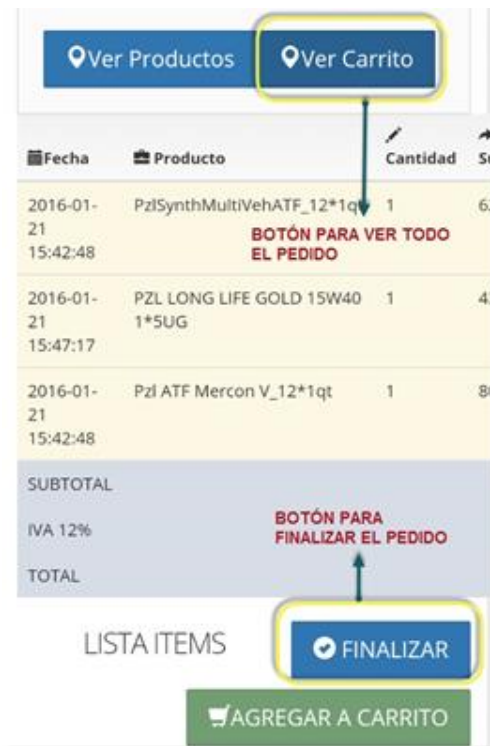 Ver Productos Ver Carrito
Fecha Producto Cantidad
2016-01-21 15:42:48 PzlSynthMultiVehATF_12*1q 1
BOTÓN PARA VER TODO
EL PEDIDO
2016-01-21 15:47:17 PZL LONG LIFE GOLD 15W40 1*5UG 1
2016-01-21 15:42:48 Pzl ATF Mercon V_12*1qt 1
SUBTOTAL
IVA 12%
TOTAL
BOTÓN PARA
FINALIZAR EL PEDIDO
LISTA ITEMS FINALIZAR
AGREGAR A CARRITO